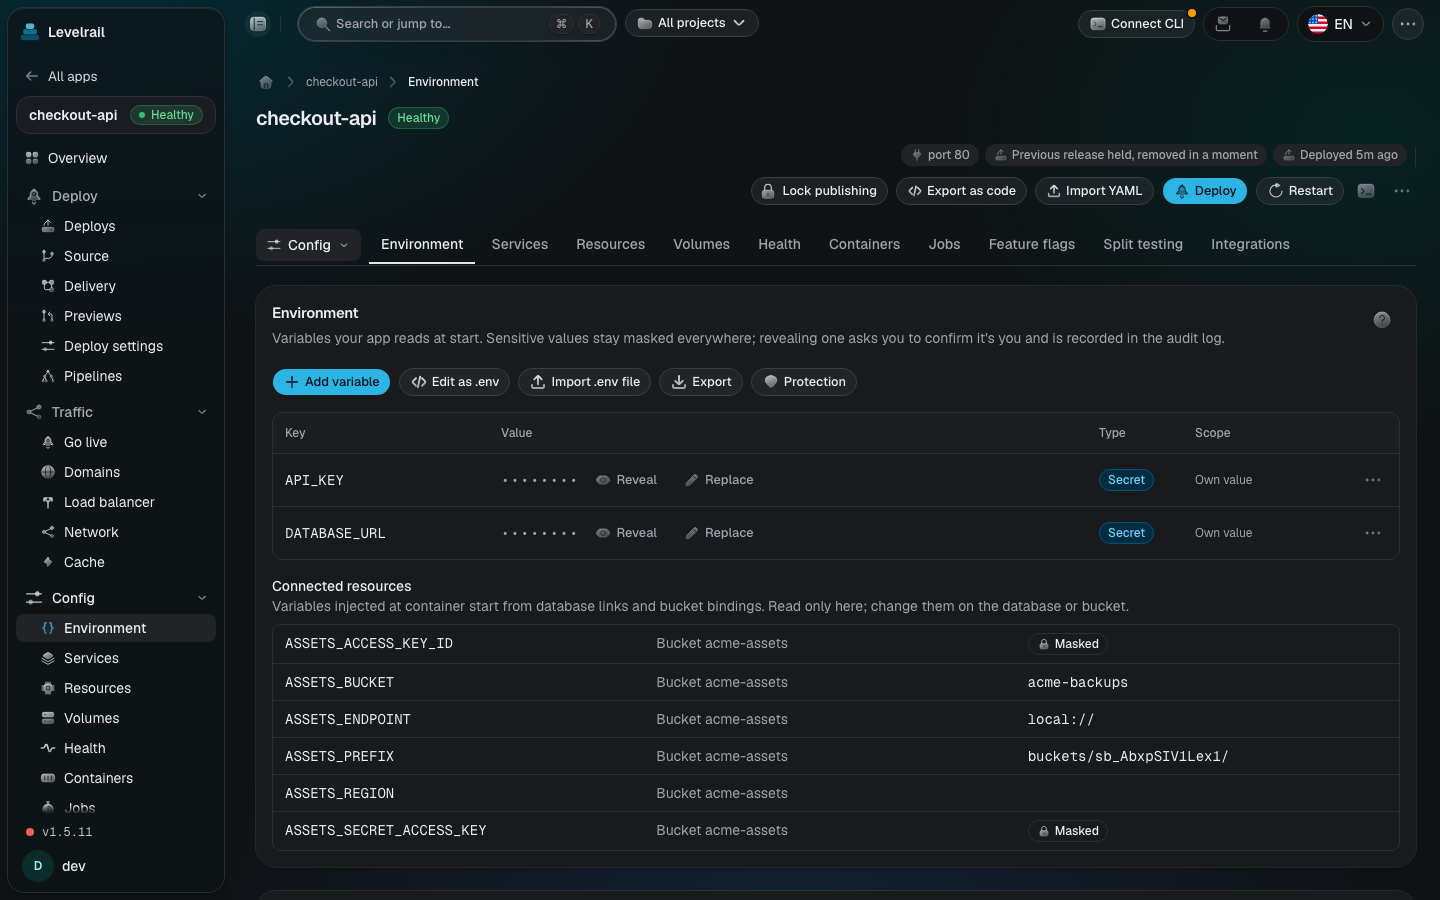 Levelrail
Search or jump to...
⌘ K
All projects
Connect CLI
EN
All apps
checkout-api
Healthy
Overview
Deploy
Deploys
Source
Delivery
Previews
Deploy settings
Pipelines
Traffic
Go live
Domains
Load balancer
Network
Cache
Config
Environment
Services
Resources
Volumes
Health
Containers
Jobs
v1.5.11
D dev
checkout-api
Environment
checkout-api Healthy
port 80
Previous release held, removed in a moment
Deployed 5m ago
Lock publishing
Export as code
Import YAML
Deploy
Restart
Config
Environment
Services
Resources
Volumes
Health
Containers
Jobs
Feature flags
Split testing
Integrations
Environment
Variables your app reads at start. Sensitive values stay masked everywhere; revealing one asks you to confirm it's you and is recorded in the audit log.
?
Add variable
Edit as .env
Import .env file
Export
Protection
Key Value Type Scope
API_KEY •••••••• Reveal Replace Secret Own value
DATABASE_URL •••••••• Reveal Replace Secret Own value
Connected resources
Variables injected at container start from database links and bucket bindings. Read only here; change them on the database or bucket.
ASSETS_ACCESS_KEY_ID Bucket acme-assets Masked
ASSETS_BUCKET Bucket acme-assets acme-backups
ASSETS_ENDPOINT Bucket acme-assets local://
ASSETS_PREFIX Bucket acme-assets buckets/sb_AbxpSIV1Lex1/
ASSETS_REGION Bucket acme-assets
ASSETS_SECRET_ACCESS_KEY Bucket acme-assets Masked